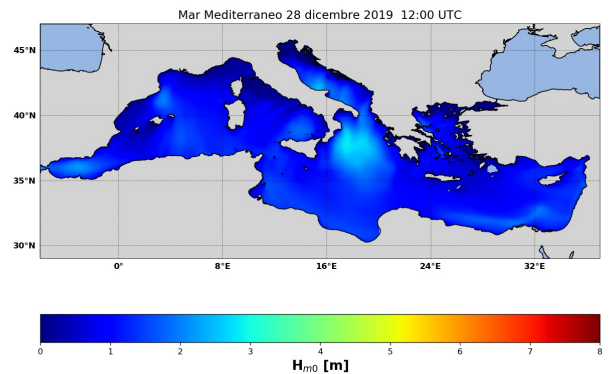 Mar Mediterraneo 28 dicembre 2019 12:00 UTC
45°N
40°N
35°N
30°N
0° 8°E 16°E 24°E 32°E
0 1 2 3 4 5 6 7 8
Hm0 [m]